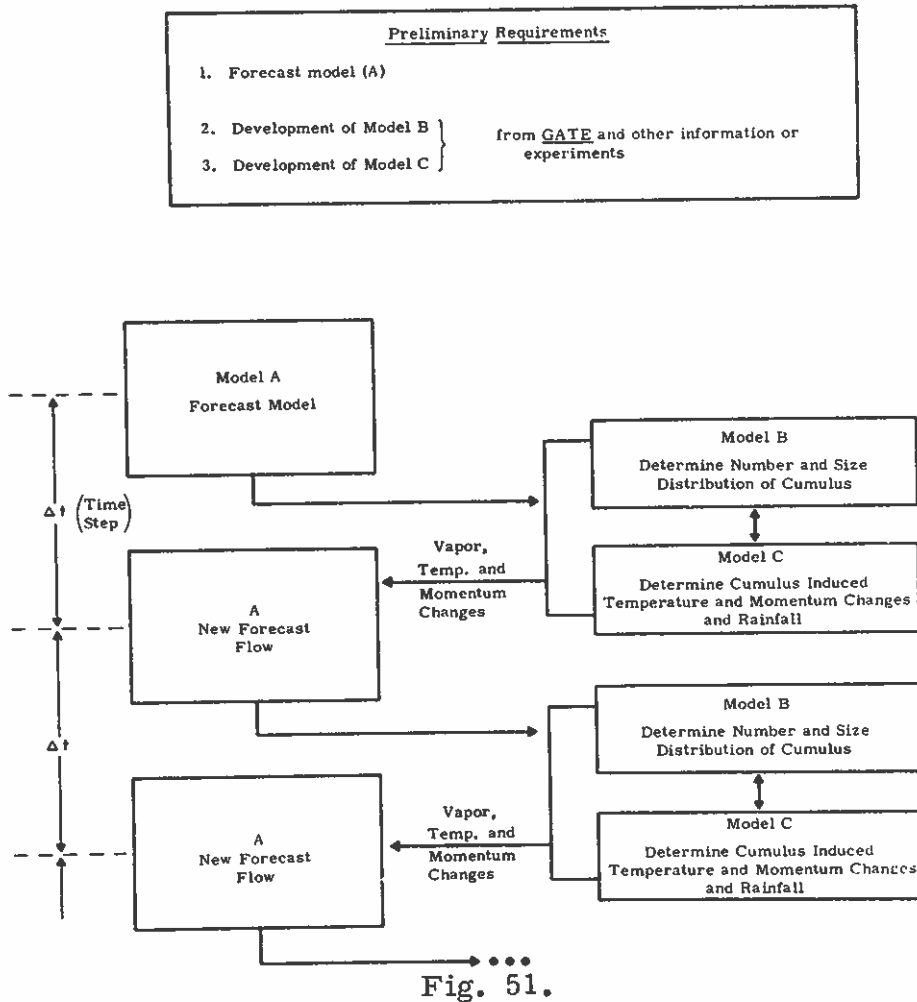 Preliminary Requirements
1. Forecast model (A)
2. Development of Model B
3. Development of Model C
from GATE and other information or
experiments
Model A
Forecast Model
Δt (Time
Step)
Model B
Determine Number and Size
Distribution of Cumulus
Model C
Determine Cumulus Induced
Temperature and Momentum Changes
and Rainfall
Vapor,
Temp. and
Momentum
Changes
A
New Forecast
Flow
Δt
Model B
Determine Number and Size
Distribution of Cumulus
Model C
Determine Cumulus Induced
Temperature and Momentum Changes
and Rainfall
Vapor,
Temp. and
Momentum
Changes
A
New Forecast
Flow
•••
Fig. 51.